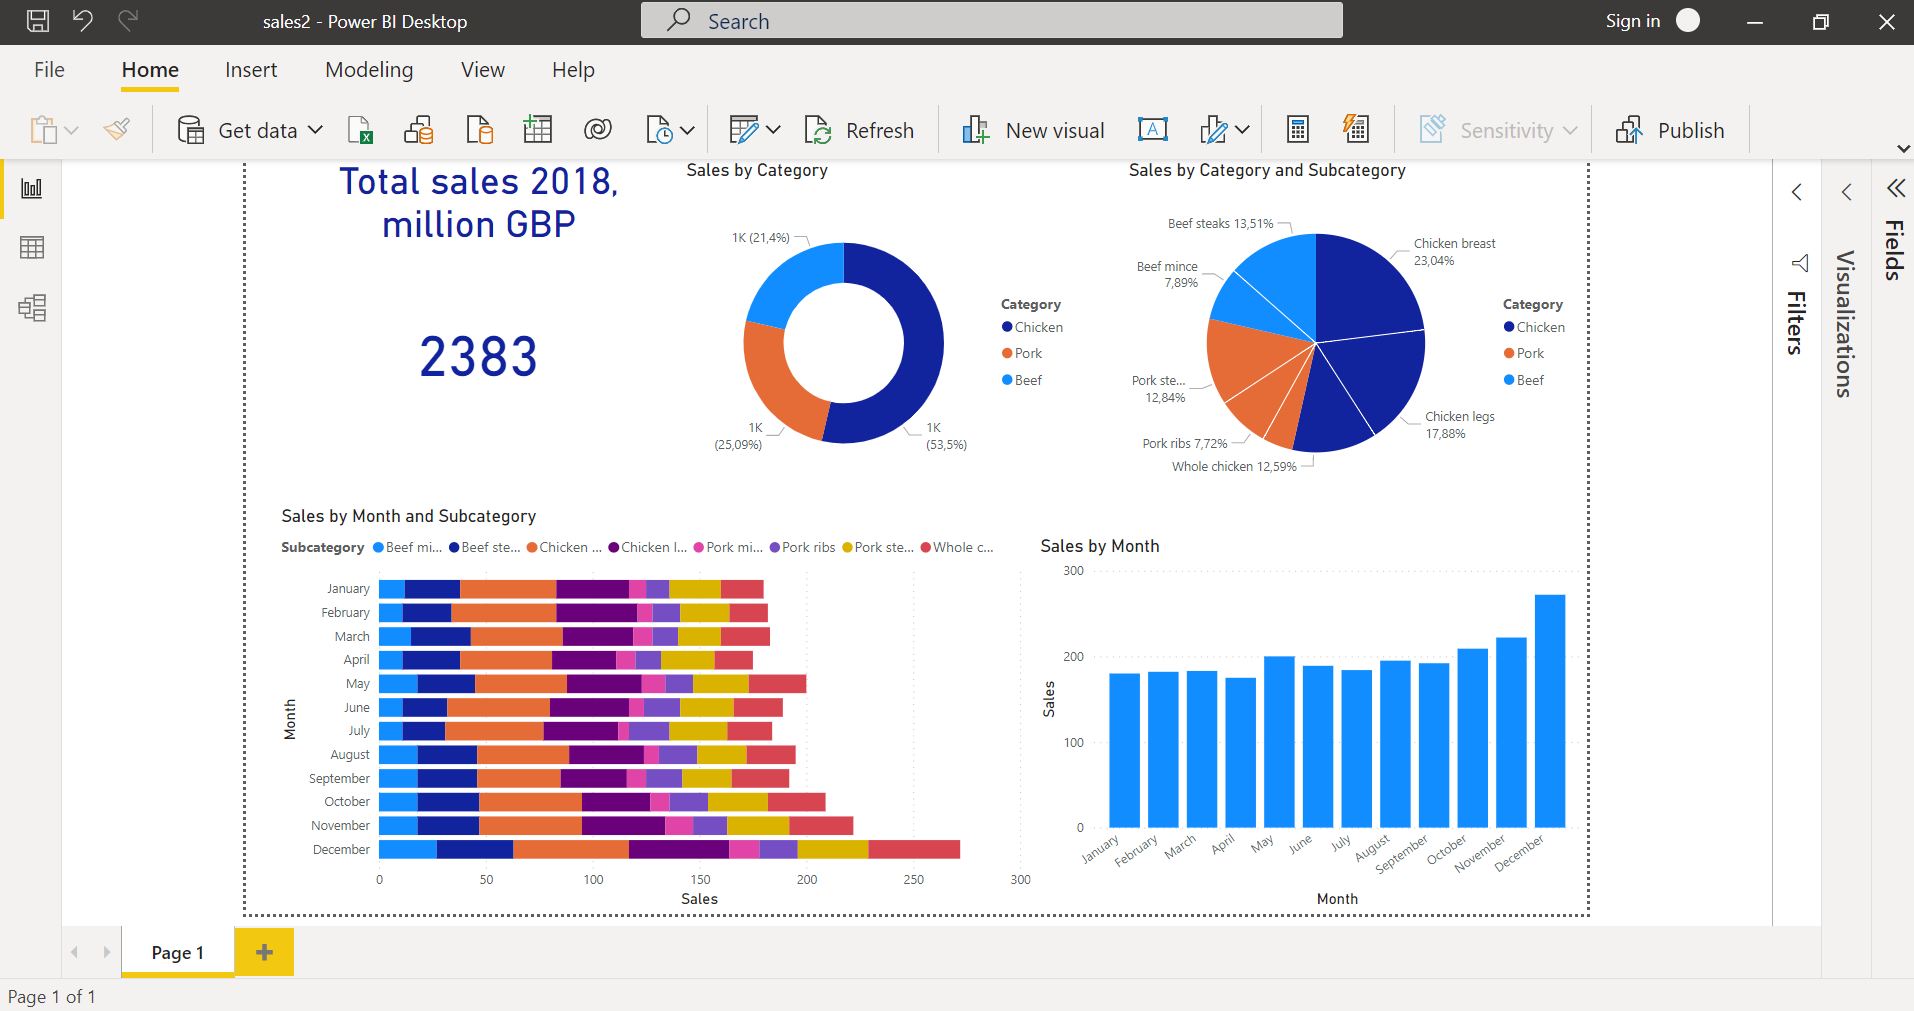 sales2 - Power BI Desktop
Search
Sign in
File
Home
Insert
Modeling
View
Help
Get data
Refresh
New visual
Sensitivity
Publish
Total sales 2018,
million GBP
2383
Sales by Category
1K (21,4%)
1K
(25,09%)
1K
(53,5%)
Category
Chicken
Pork
Beef
Sales by Category and Subcategory
Beef steaks 13,51%
Beef mince
7,89%
Pork ste...
12,84%
Pork ribs 7,72%
Whole chicken 12,59%
Chicken breast
23,04%
Chicken legs
17,88%
Category
Chicken
Pork
Beef
Filters
Visualizations
Fields
Sales by Month and Subcategory
Subcategory Beef mi... Beef ste... Chicken ... Chicken l... Pork mi... Pork ribs Pork ste... Whole c...
Month
January
February
March
April
May
June
July
August
September
October
November
December
0 50 100 150 200 250 300
Sales
Sales by Month
Sales
300
200
100
0
January February March April May June July August September October November December
Month
Page 1
Page 1 of 1